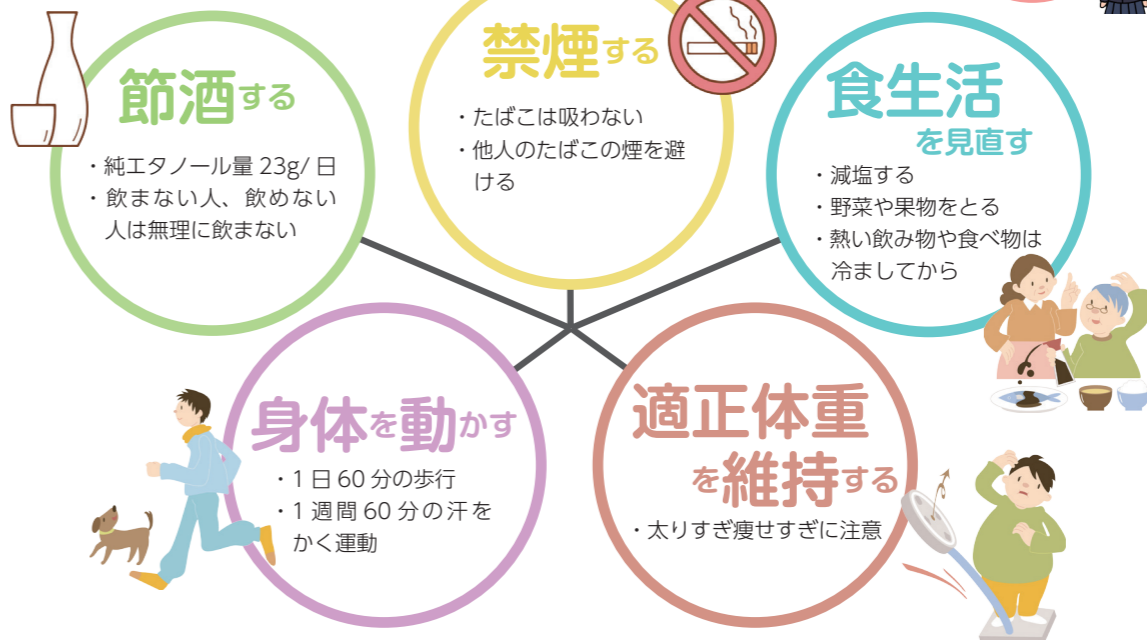 節酒する
・純エタノール量 23g/ 日
・飲まない人、飲めない
人は無理に飲まない
禁煙する
・たばこは吸わない
・他人のたばこの煙を避
ける
食生活
を見直す
・減塩する
・野菜や果物をとる
・熱い飲み物や食べ物は
冷ましてから
身体を動かす
・1 日 60 分の歩行
・1 週間 60 分の汗を
かく運動
適正体重
を維持する
・太りすぎ痩せすぎに注意